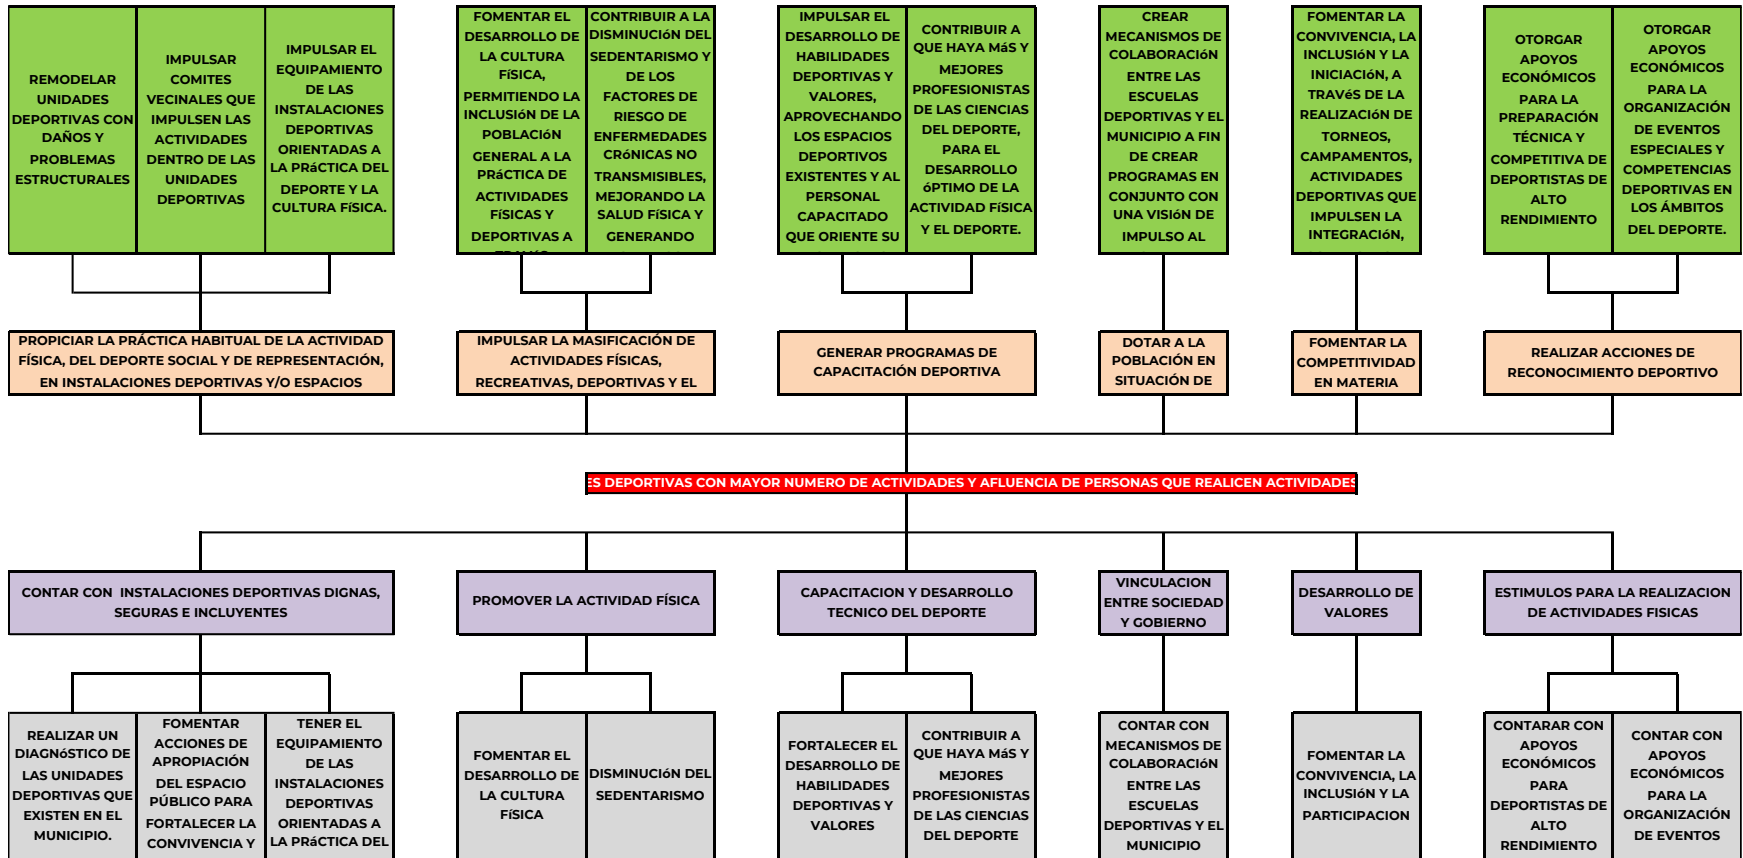 REMODELAR
UNIDADES
DEPORTIVAS CON
DAÑOS Y
PROBLEMAS
ESTRUCTURALES
IMPULSAR
COMITES
VECINALES QUE
IMPULSEN LAS
ACTIVIDADES
DENTRO DE LAS
UNIDADES
DEPORTIVAS
IMPULSAR EL
EQUIPAMIENTO
DE LAS
INSTALACIONES
DEPORTIVAS
ORIENTADAS A
LA PRáCTICA DEL
DEPORTE Y LA
CULTURA FíSICA.
FOMENTAR EL
DESARROLLO DE
LA CULTURA
FíSICA,
PERMITIENDO LA
INCLUSIóN DE LA
POBLACIóN
GENERAL A LA
PRáCTICA DE
ACTIVIDADES
FíSICAS Y
DEPORTIVAS A
CONTRIBUIR A LA
DISMINUCIóN DEL
SEDENTARISMO Y
DE LOS
FACTORES DE
RIESGO DE
ENFERMEDADES
CRóNICAS NO
TRANSMISIBLES,
MEJORANDO LA
SALUD FíSICA Y
GENERANDO
IMPULSAR EL
DESARROLLO DE
HABILIDADES
DEPORTIVAS Y
VALORES,
APROVECHANDO
LOS ESPACIOS
DEPORTIVOS
EXISTENTES Y AL
PERSONAL
CAPACITADO
QUE ORIENTE SU
CONTRIBUIR A
QUE HAYA MáS Y
MEJORES
PROFESIONISTAS
DE LAS CIENCIAS
DEL DEPORTE,
PARA EL
DESARROLLO
óPTIMO DE LA
ACTIVIDAD FíSICA
Y EL DEPORTE.
CREAR
MECANISMOS DE
COLABORACIóN
ENTRE LAS
ESCUELAS
DEPORTIVAS Y EL
MUNICIPIO A FIN
DE CREAR
PROGRAMAS EN
CONJUNTO CON
UNA VISIóN DE
IMPULSO AL
FOMENTAR LA
CONVIVENCIA, LA
INCLUSIóN Y LA
INICIACIóN, A
TRAVéS DE LA
REALIZACIóN DE
TORNEOS,
CAMPAMENTOS,
ACTIVIDADES
DEPORTIVAS QUE
IMPULSEN LA
INTEGRACIóN,
OTORGAR
APOYOS
ECONÓMICOS
PARA LA
PREPARACIÓN
TÉCNICA Y
COMPETITIVA DE
DEPORTISTAS DE
ALTO
RENDIMIENTO
OTORGAR
APOYOS
ECONÓMICOS
PARA LA
ORGANIZACIÓN
DE EVENTOS
ESPECIALES Y
COMPETENCIAS
DEPORTIVAS EN
LOS ÁMBITOS
DEL DEPORTE.
PROPICIAR LA PRÁCTICA HABITUAL DE LA ACTIVIDAD
FÍSICA, DEL DEPORTE SOCIAL Y DE REPRESENTACIÓN,
EN INSTALACIONES DEPORTIVAS Y/O ESPACIOS
IMPULSAR LA MASIFICACIÓN DE
ACTIVIDADES FÍSICAS,
RECREATIVAS, DEPORTIVAS Y EL
GENERAR PROGRAMAS DE
CAPACITACIÓN DEPORTIVA
DOTAR A LA
POBLACIÓN EN
SITUACIÓN DE
FOMENTAR LA
COMPETITIVIDAD
EN MATERIA
REALIZAR ACCIONES DE
RECONOCIMIENTO DEPORTIVO
ES DEPORTIVAS CON MAYOR NUMERO DE ACTIVIDADES Y AFLUENCIA DE PERSONAS QUE REALICEN ACTIVIDADES
CONTAR CON INSTALACIONES DEPORTIVAS DIGNAS,
SEGURAS E INCLUYENTES
PROMOVER LA ACTIVIDAD FÍSICA
CAPACITACION Y DESARROLLO
TECNICO DEL DEPORTE
VINCULACION
ENTRE SOCIEDAD
Y GOBIERNO
DESARROLLO DE
VALORES
ESTIMULOS PARA LA REALIZACION
DE ACTIVIDADES FISICAS
REALIZAR UN
DIAGNóSTICO DE
LAS UNIDADES
DEPORTIVAS QUE
EXISTEN EN EL
MUNICIPIO.
FOMENTAR
ACCIONES DE
APROPIACIÓN
DEL ESPACIO
PÚBLICO PARA
FORTALECER LA
CONVIVENCIA Y
TENER EL
EQUIPAMIENTO
DE LAS
INSTALACIONES
DEPORTIVAS
ORIENTADAS A
LA PRáCTICA DEL
FOMENTAR EL
DESARROLLO DE
LA CULTURA
FíSICA
DISMINUCIóN DEL
SEDENTARISMO
FORTALECER EL
DESARROLLO DE
HABILIDADES
DEPORTIVAS Y
VALORES
CONTRIBUIR A
QUE HAYA MáS Y
MEJORES
PROFESIONISTAS
DE LAS CIENCIAS
DEL DEPORTE
CONTAR CON
MECANISMOS DE
COLABORACIóN
ENTRE LAS
ESCUELAS
DEPORTIVAS Y EL
MUNICIPIO
FOMENTAR LA
CONVIVENCIA, LA
INCLUSIóN Y LA
PARTICIPACION
CONTARAR CON
APOYOS
ECONÓMICOS
PARA
DEPORTISTAS DE
ALTO
RENDIMIENTO
CONTAR CON
APOYOS
ECONÓMICOS
PARA LA
ORGANIZACIÓN
DE EVENTOS